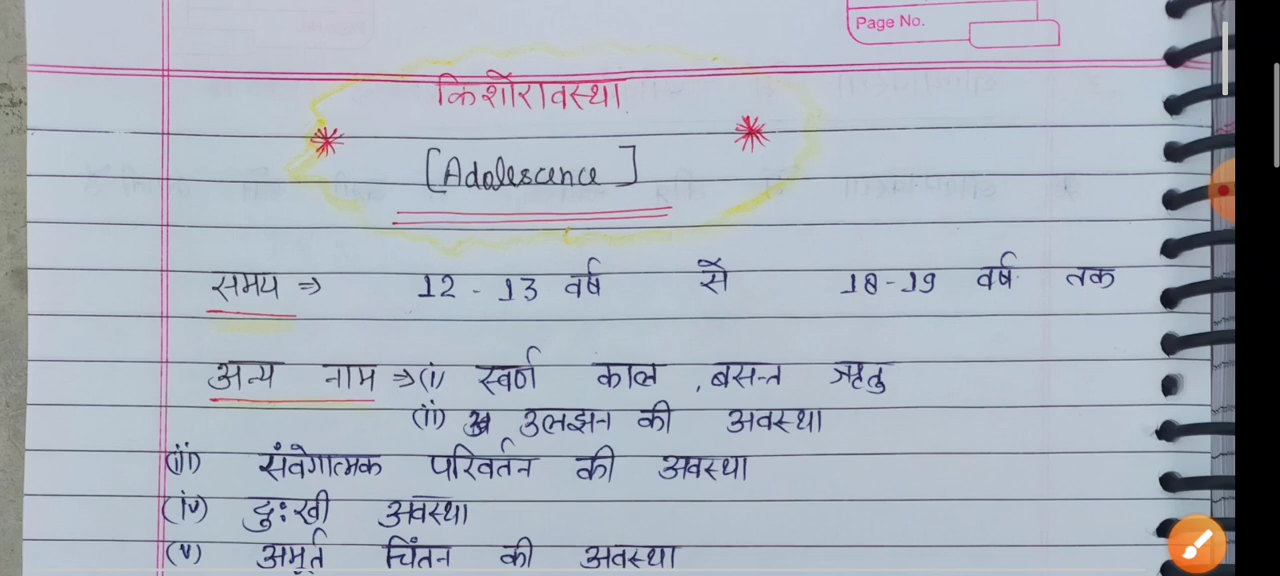 Page No.
किशोरावस्था
[Adolescence]
समय ⇒ 12 - 13 वर्ष से 18-19 वर्ष तक
अन्य नाम ⇒ (i) स्वर्ण काल , बसन्त ऋतु
(ii) उलझन की अवस्था
(iii) संवेगात्मक परिवर्तन की अवस्था
(iv) दुःखी अवस्था
(v) अमूर्त चिंतन की अवस्था